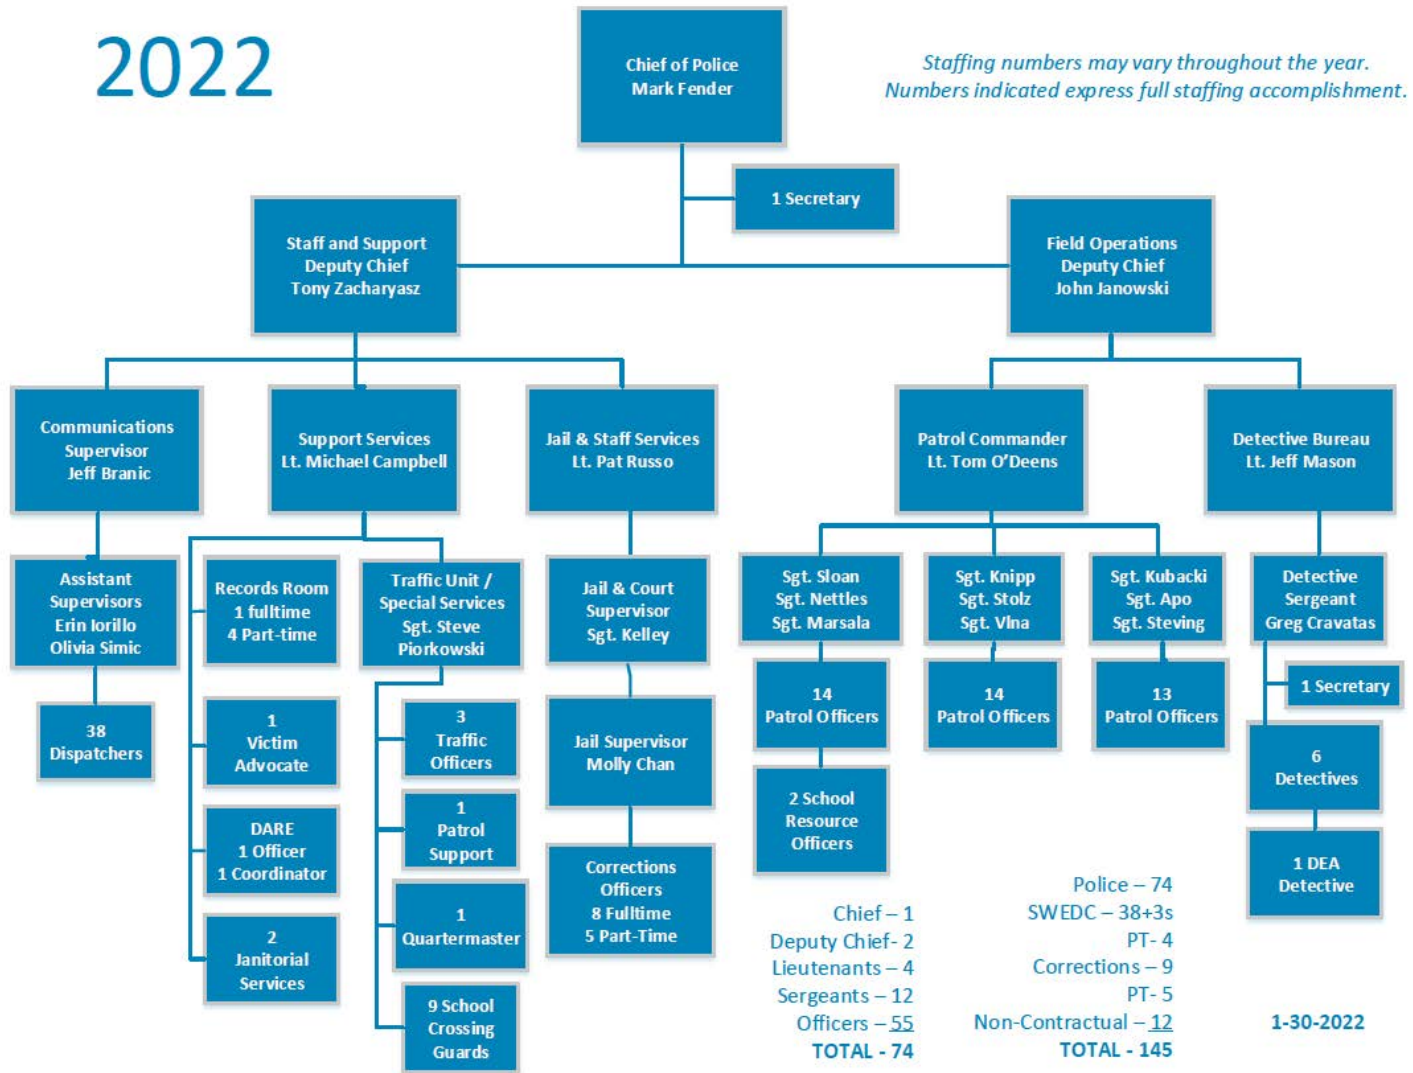 2022
Chief of Police
Mark Fender
Staffing numbers may vary throughout the year.
Numbers indicated express full staffing accomplishment.
1 Secretary
Staff and Support
Deputy Chief
Tony Zacharyasz
Field Operations
Deputy Chief
John Janowski
Communications
Supervisor
Jeff Branic
Support Services
Lt. Michael Campbell
Jail & Staff Services
Lt. Pat Russo
Patrol Commander
Lt. Tom O’Deens
Detective Bureau
Lt. Jeff Mason
Assistant
Supervisors
Erin Iorillo
Olivia Simic
Records Room
1 fulltime
4 Part-time
Traffic Unit /
Special Services
Sgt. Steve
Piorkowski
Jail & Court
Supervisor
Sgt. Kelley
Sgt. Sloan
Sgt. Nettles
Sgt. Marsala
Sgt. Knipp
Sgt. Stolz
Sgt. Vlna
Sgt. Kubacki
Sgt. Apo
Sgt. Steving
Detective
Sergeant
Greg Cravatas
38
Dispatchers
1
Victim
Advocate
3
Traffic
Officers
Jail Supervisor
Molly Chan
14
Patrol Officers
14
Patrol Officers
13
Patrol Officers
1 Secretary
6
Detectives
DARE
1 Officer
1 Coordinator
1
Patrol
Support
2 School
Resource
Officers
1 DEA
Detective
2
Janitorial
Services
1
Quartermaster
Corrections
Officers
8 Fulltime
5 Part-Time
9 School
Crossing
Guards
Chief – 1
Deputy Chief- 2
Lieutenants – 4
Sergeants – 12
Officers – 55
TOTAL - 74
Police – 74
SWEDC – 38+3s
PT- 4
Corrections – 9
PT- 5
Non-Contractual – 12
TOTAL - 145
1-30-2022